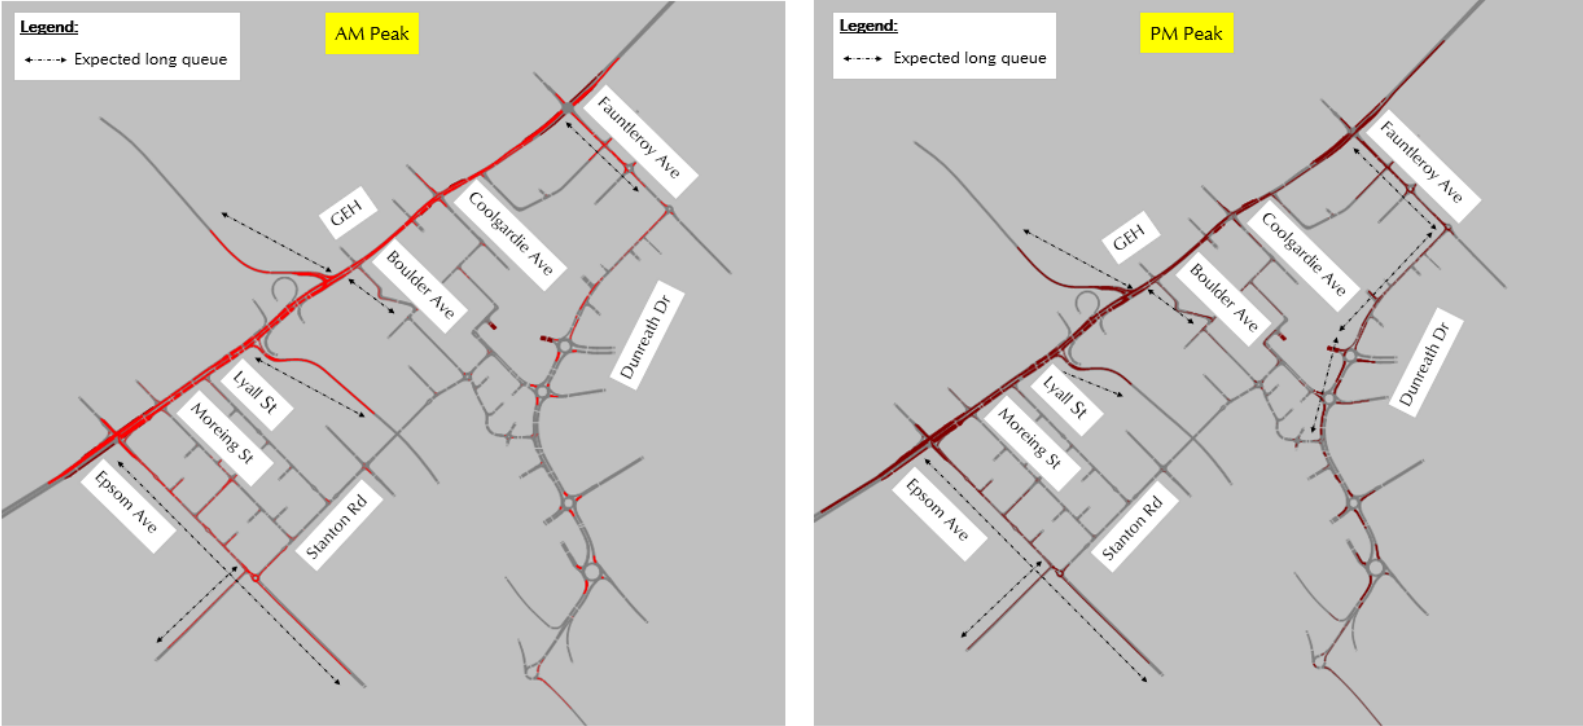 Legend:
Expected long queue
AM Peak
Fauntleroy Ave
GEH
Coolgardie Ave
Boulder Ave
Dunreath Dr
Lyall St
Moreing St
Epsom Ave
Stanton Rd
Legend:
Expected long queue
PM Peak
Fauntleroy Ave
GEH
Coolgardie Ave
Boulder Ave
Dunreath Dr
Lyall St
Moreing St
Epsom Ave
Stanton Rd